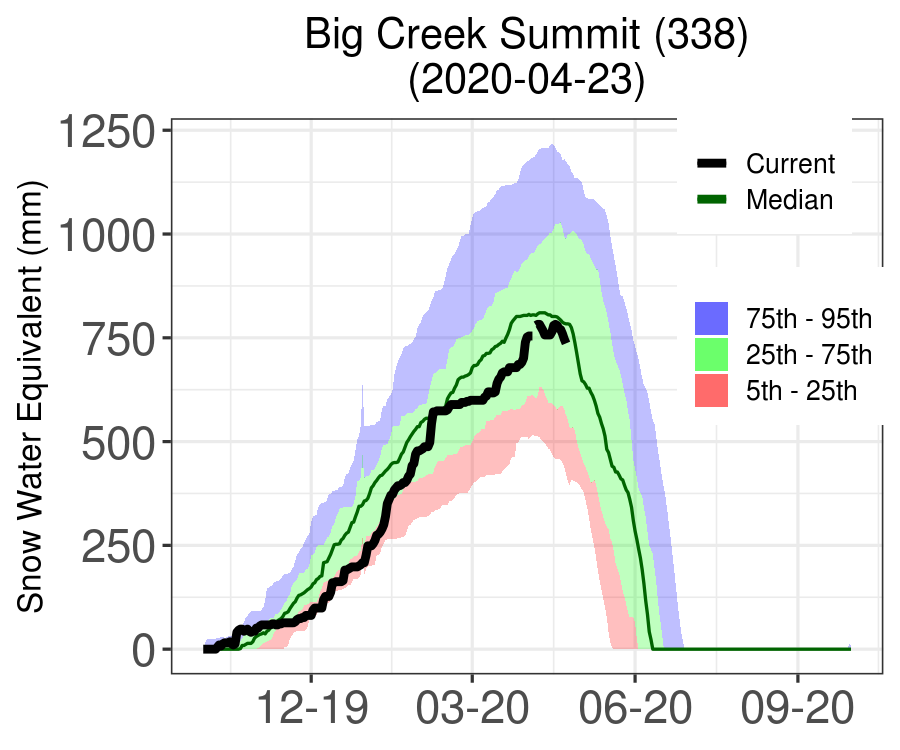 Big Creek Summit (338)
(2020-04-23)
Snow Water Equivalent (mm)
1250
1000
750
500
250
0
12-19
03-20
06-20
09-20
Current
Median
75th - 95th
25th - 75th
5th - 25th